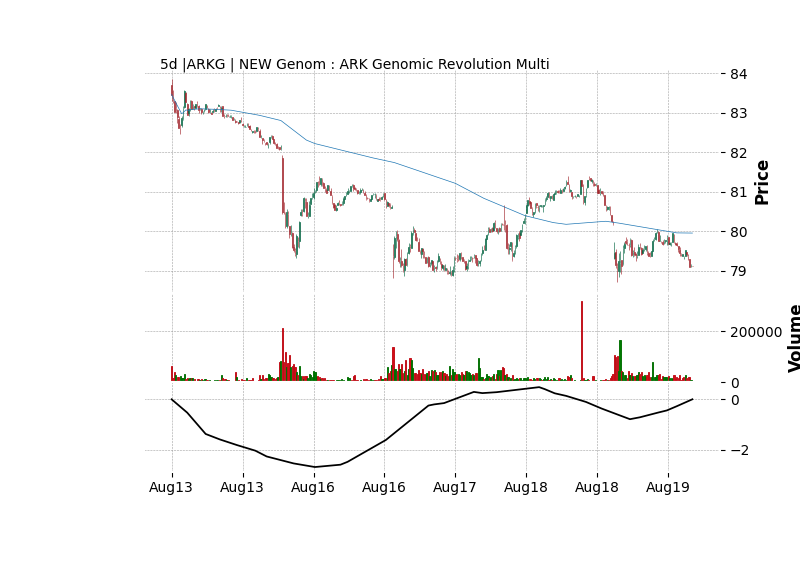 5d |ARKG | NEW Genom : ARK Genomic Revolution Multi
84
83
82
81
80
79
Price
200000
0
Volume
0
−2
Aug13 Aug13 Aug16 Aug16 Aug17 Aug18 Aug18 Aug19